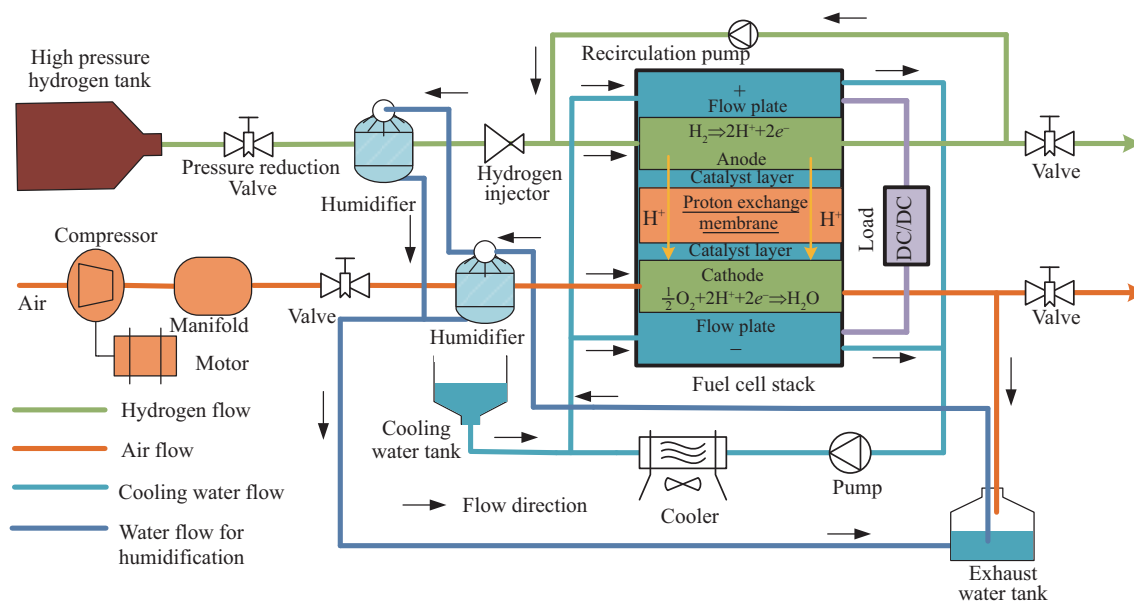 High pressure
hydrogen tank
Recirculation pump
+
Flow plate
H₂⇒2H⁺+2e⁻
Anode
Catalyst layer
H⁺
Proton exchange
membrane
H⁺
Catalyst layer
Cathode
½O₂+2H⁺+2e⁻⇒H₂O
Flow plate
−
Fuel cell stack
Pressure reduction
Valve
Humidifier
Hydrogen
injector
Valve
Load
DC/DC
Compressor
Air
Manifold
Motor
Valve
Humidifier
Valve
Hydrogen flow
Air flow
Cooling water flow
Water flow for
humidification
Cooling
water tank
Flow direction
Cooler
Pump
Exhaust
water tank